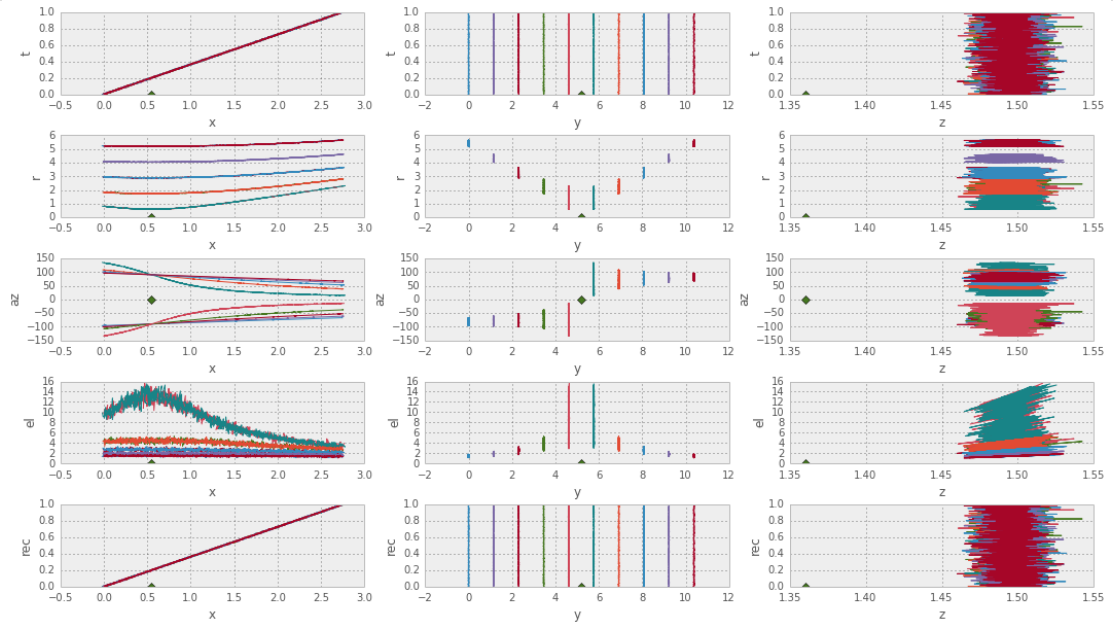 1.0 0.8 0.6 0.4 0.2 0.0 t −0.5 0.0 0.5 1.0 1.5 2.0 2.5 3.0 x
1.0 0.8 0.6 0.4 0.2 0.0 t −2 0 2 4 6 8 10 12 y
1.0 0.8 0.6 0.4 0.2 0.0 t 1.35 1.40 1.45 1.50 1.55 z
6 5 4 3 2 1 0 r −0.5 0.0 0.5 1.0 1.5 2.0 2.5 3.0 x
6 5 4 3 2 1 0 r −2 0 2 4 6 8 10 12 y
6 5 4 3 2 1 0 r 1.35 1.40 1.45 1.50 1.55 z
150 100 50 0 −50 −100 −150 az −0.5 0.0 0.5 1.0 1.5 2.0 2.5 3.0 x
150 100 50 0 −50 −100 −150 az −2 0 2 4 6 8 10 12 y
150 100 50 0 −50 −100 −150 az 1.35 1.40 1.45 1.50 1.55 z
16 14 12 10 8 6 4 2 0 el −0.5 0.0 0.5 1.0 1.5 2.0 2.5 3.0 x
16 14 12 10 8 6 4 2 0 el −2 0 2 4 6 8 10 12 y
16 14 12 10 8 6 4 2 0 el 1.35 1.40 1.45 1.50 1.55 z
1.0 0.8 0.6 0.4 0.2 0.0 rec −0.5 0.0 0.5 1.0 1.5 2.0 2.5 3.0 x
1.0 0.8 0.6 0.4 0.2 0.0 rec −2 0 2 4 6 8 10 12 y
1.0 0.8 0.6 0.4 0.2 0.0 rec 1.35 1.40 1.45 1.50 1.55 z